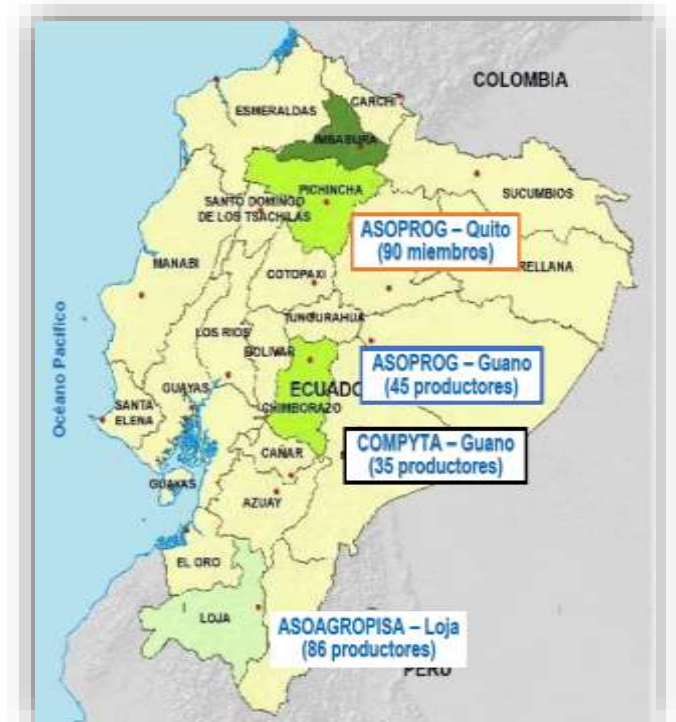 COLOMBIA
ESMERALDAS
CARCHI
IMBABURA
PICHINCHA
SUCUMBIOS
SANTO DOMINGO
DE LOS TSACHILAS
ASOPROG – Quito
(90 miembros)
RELLANA
MANABI
COTOPAXI
Océano Pacífico
TUNGURAHUA
LOS RIOS
BOLIVAR
ASOPROG – Guano
(45 productores)
GUAYAS
ECUADO
SANTA
ELENA
CHIMBORAZO
COMPYTA – Guano
(35 productores)
CAÑAR
GUAYAS
AZUAY
EL ORO
LOJA
ASOAGROPISA – Loja
(86 productores)
PERU